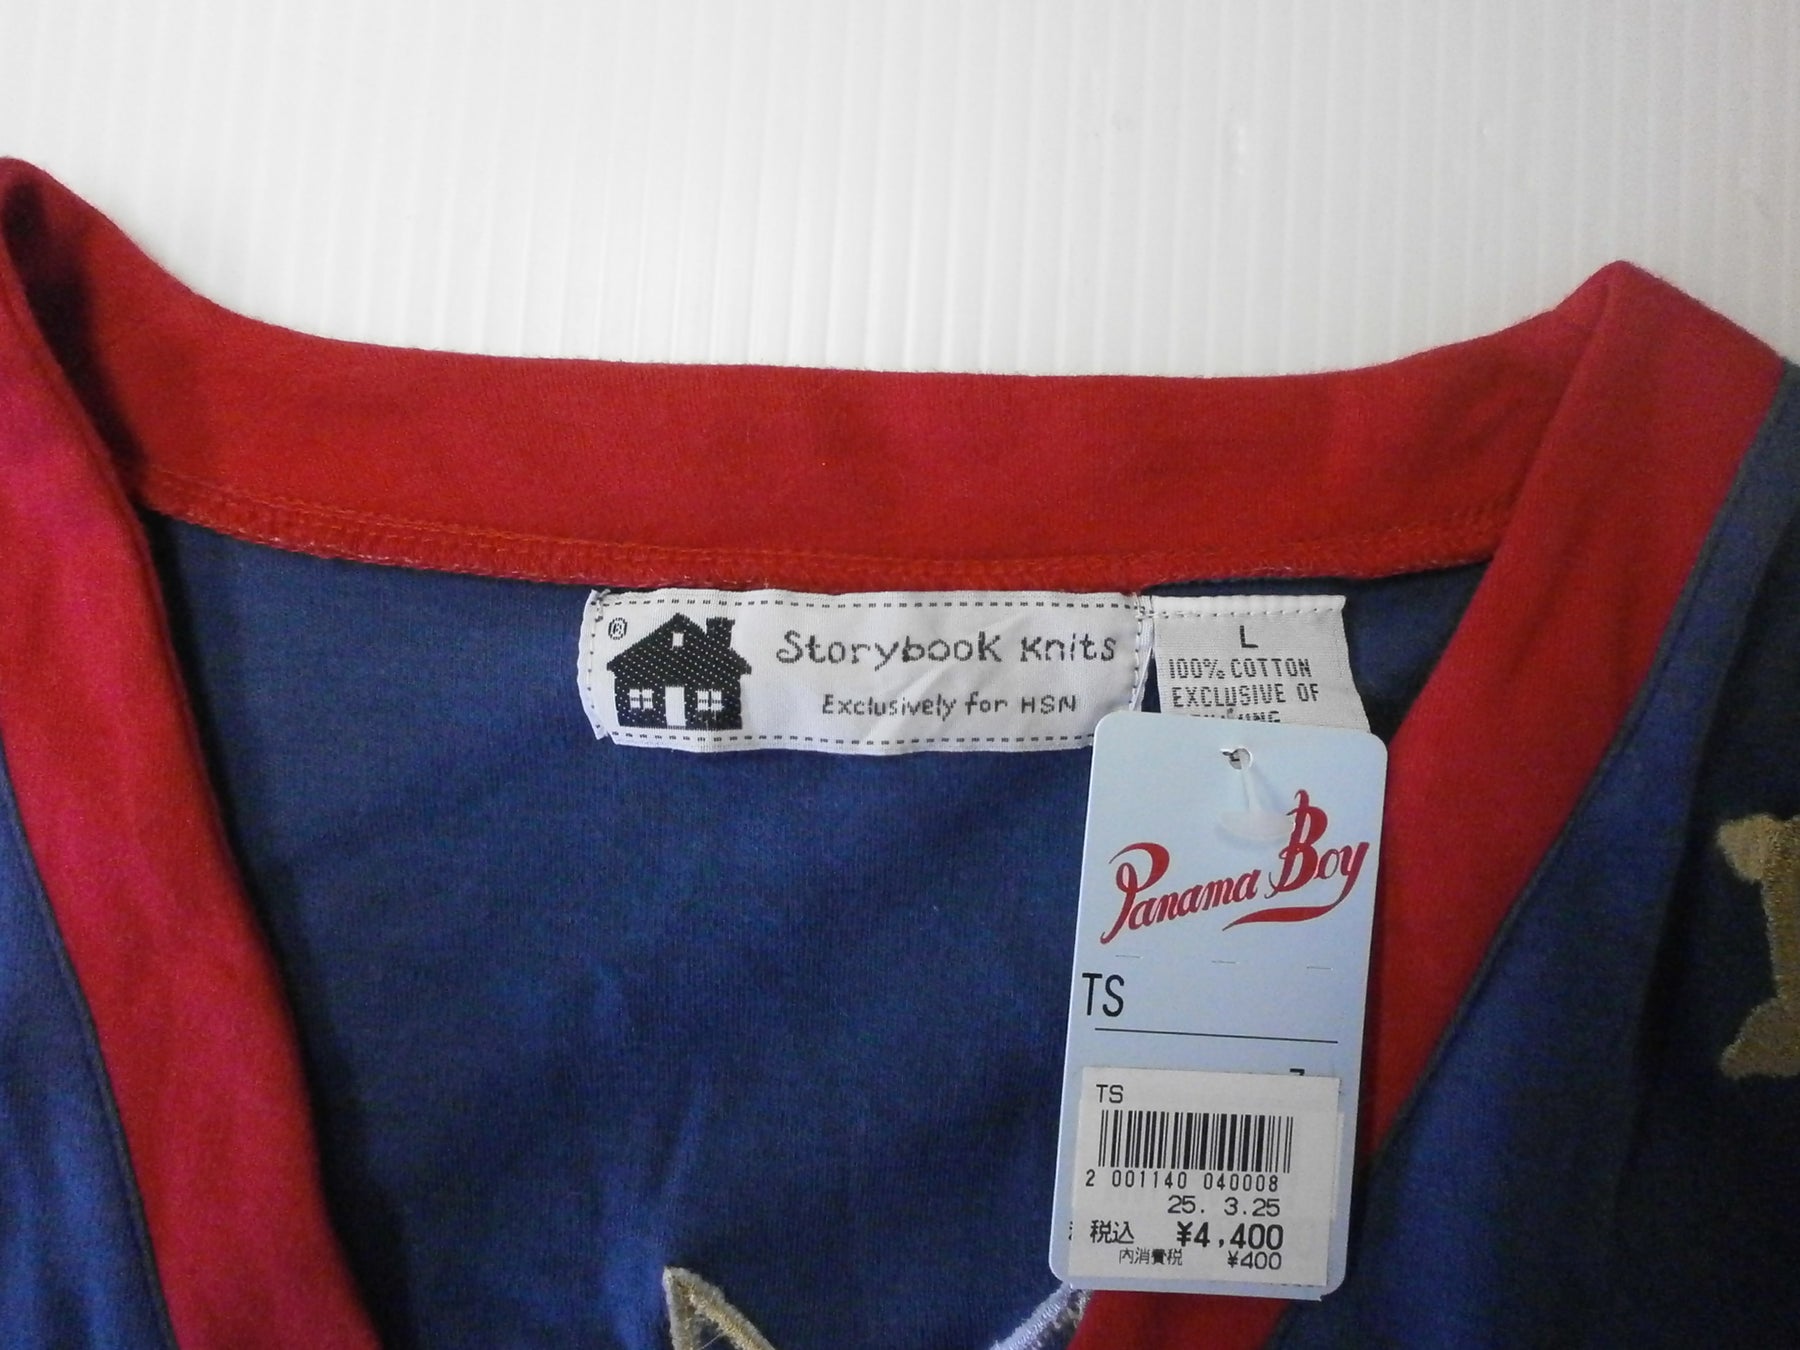 ®
Storybook Knits
Exclusively for HSN
L
100% COTTON
EXCLUSIVE OF
Panama Boy
TS
TS
2 001140 040008
25. 3.25
税込 ¥4,400
内消費税 ¥400